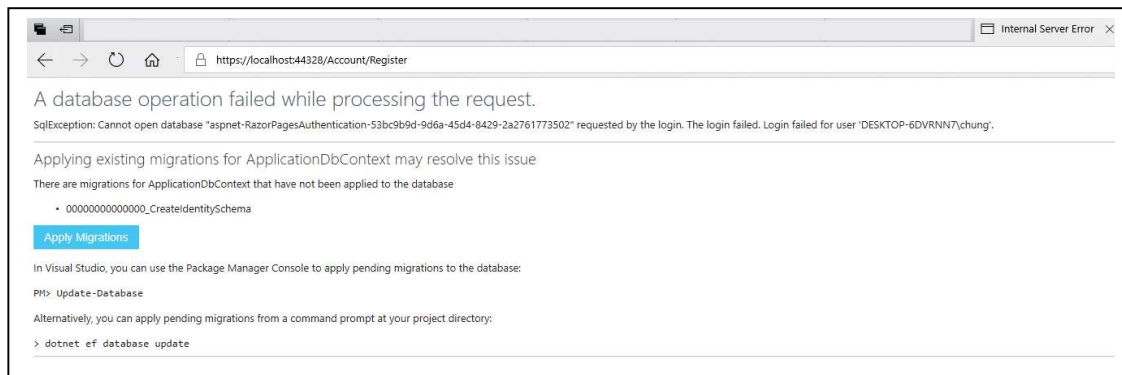 Internal Server Error
https://localhost:44328/Account/Register
A database operation failed while processing the request.
SqlException: Cannot open database "aspnet-RazorPagesAuthentication-53bc9b9d-9d6a-45d4-8429-2a2761773502" requested by the login. The login failed. Login failed for user 'DESKTOP-6DVRNN7\chung'.
Applying existing migrations for ApplicationDbContext may resolve this issue
There are migrations for ApplicationDbContext that have not been applied to the database
• 00000000000000_CreateIdentitySchema
Apply Migrations
In Visual Studio, you can use the Package Manager Console to apply pending migrations to the database:
PM> Update-Database
Alternatively, you can apply pending migrations from a command prompt at your project directory:
> dotnet ef database update